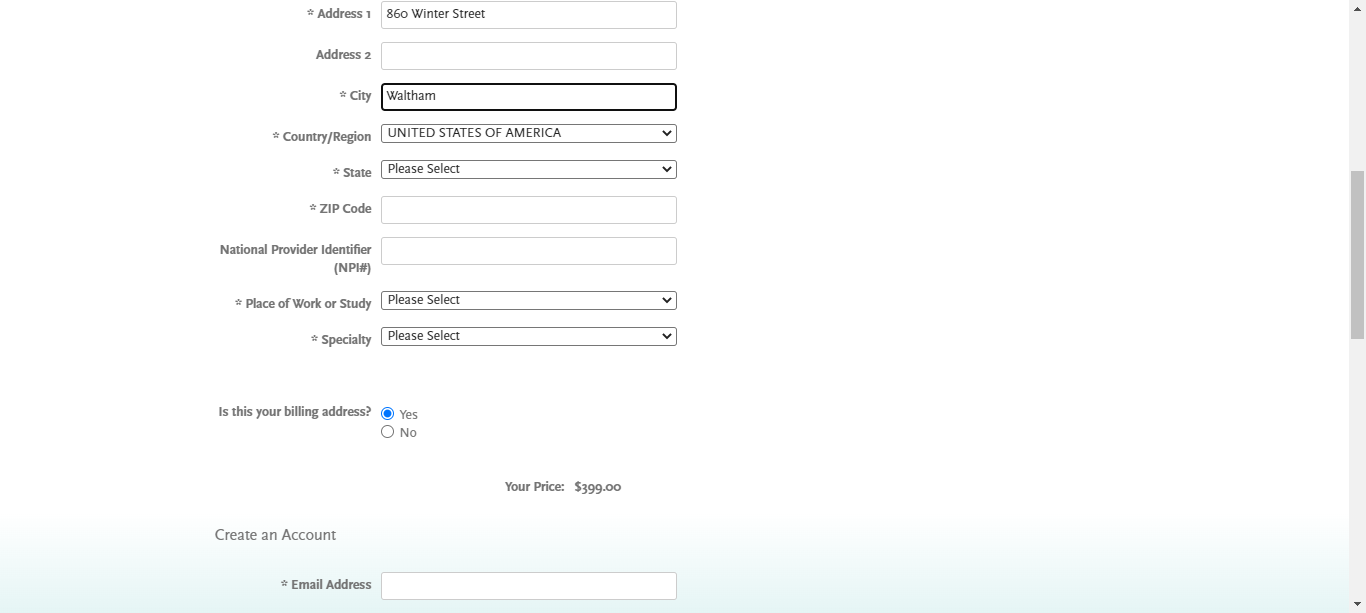 * Address 1 860 Winter Street
Address 2
* City Waltham
* Country/Region UNITED STATES OF AMERICA
* State Please Select
* ZIP Code
National Provider Identifier
(NPI#)
* Place of Work or Study Please Select
* Specialty Please Select
Is this your billing address? Yes
No
Your Price: $399.00
Create an Account
* Email Address